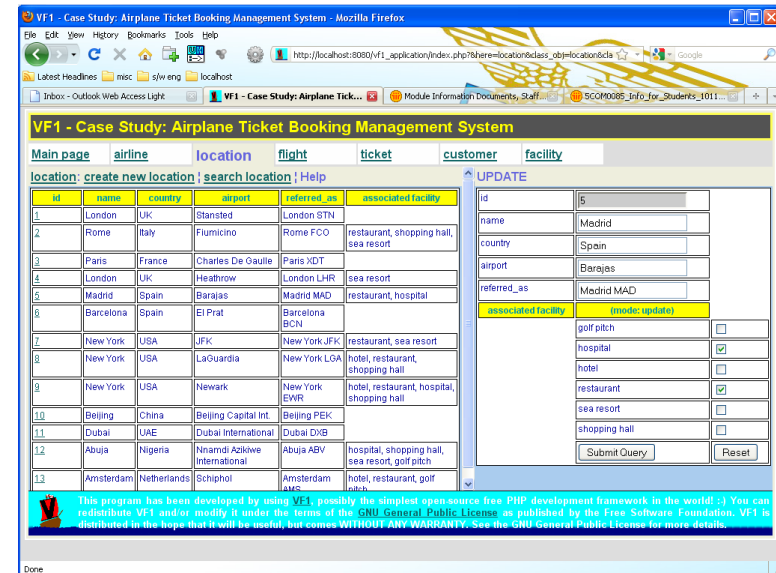 VF1 - Case Study: Airplane Ticket Booking Management System - Mozilla Firefox
File Edit View History Bookmarks Tools Help
http://localhost:8080/vf1_application/index.php?&here=location&class_obj=location&cla
Google
Latest Headlines misc s/w eng localhost
Inbox - Outlook Web Access Light
VF1 - Case Study: Airplane Tick...
Module Information Documents, Staff...
5COM0085_Info_for_Students_1011...
VF1 - Case Study: Airplane Ticket Booking Management System
Main page airline location flight ticket customer facility
location: create new location ¦ search location ¦ Help
id name country airport referred_as associated facility
1 London UK Stansted London STN
2 Rome Italy Fiumicino Rome FCO restaurant, shopping hall,
sea resort
3 Paris France Charles De Gaulle Paris XDT
4 London UK Heathrow London LHR sea resort
5 Madrid Spain Barajas Madrid MAD restaurant, hospital
6 Barcelona Spain El Prat Barcelona
BCN
7 New York USA JFK New York JFK restaurant, sea resort
8 New York USA LaGuardia New York LGA hotel, restaurant,
shopping hall
9 New York USA Newark New York hotel, restaurant, hospital,
EWR shopping hall
10 Beijing China Beijing Capital Int. Beijing PEK
11 Dubai UAE Dubai International Dubai DXB
12 Abuja Nigeria Nnamdi Azikiwe Abuja ABV hospital, shopping hall,
International sea resort, golf pitch
13 Amsterdam Netherlands Schiphol Amsterdam hotel, restaurant, golf
AMS pitch
UPDATE
id 5
name Madrid
country Spain
airport Barajas
referred_as Madrid MAD
associated facility (mode: update)
golf pitch
hospital
hotel
restaurant
sea resort
shopping hall
Submit Query Reset
This program has been developed by using VF1, possibly the simplest open-source free PHP development framework in the world! :-) You can
redistribute VF1 and/or modify it under the terms of the GNU General Public License as published by the Free Software Foundation. VF1 is
distributed in the hope that it will be useful, but comes WITHOUT ANY WARRANTY. See the GNU General Public License for more details.
Done